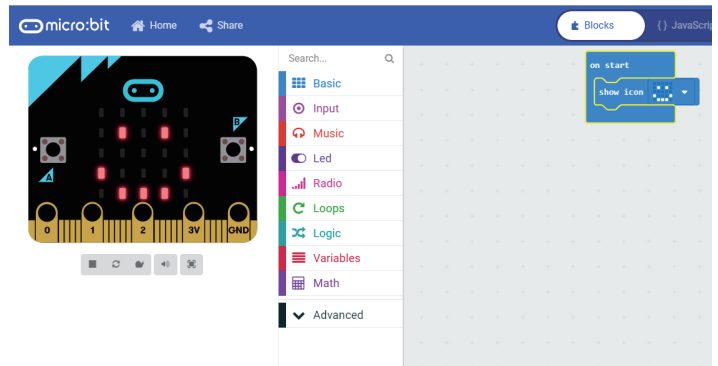 micro:bit Home Share Blocks {} JavaScrip
Search...
Basic
Input
Music
Led
Radio
Loops
Logic
Variables
Math
Advanced
B
A
0 1 2 3V GND
on start
show icon